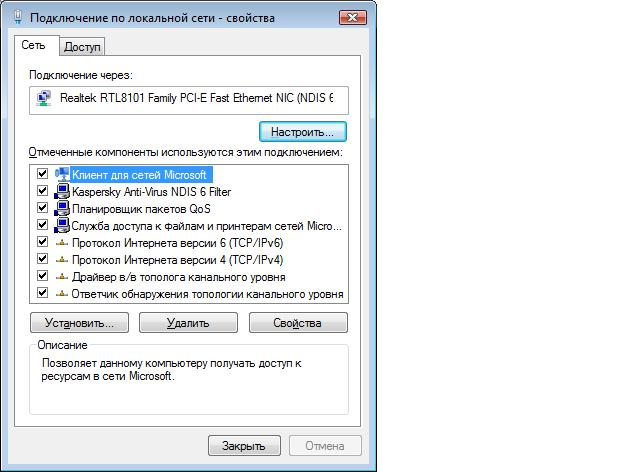 Подключение по локальной сети - свойства
Сеть
Доступ
Подключение через:
Realtek RTL8101 Family PCI-E Fast Ethernet NIC (NDIS 6
Настроить...
Отмеченные компоненты используются этим подключением:
Клиент для сетей Microsoft
Kaspersky Anti-Virus NDIS 6 Filter
Планировщик пакетов QoS
Служба доступа к файлам и принтерам сетей Micro...
Протокол Интернета версии 6 (TCP/IPv6)
Протокол Интернета версии 4 (TCP/IPv4)
Драйвер в/в тополога канального уровня
Ответчик обнаружения топологии канального уровня
Установить...
Удалить
Свойства
Описание
Позволяет данному компьютеру получать доступ к
ресурсам в сети Microsoft.
Закрыть
Отмена